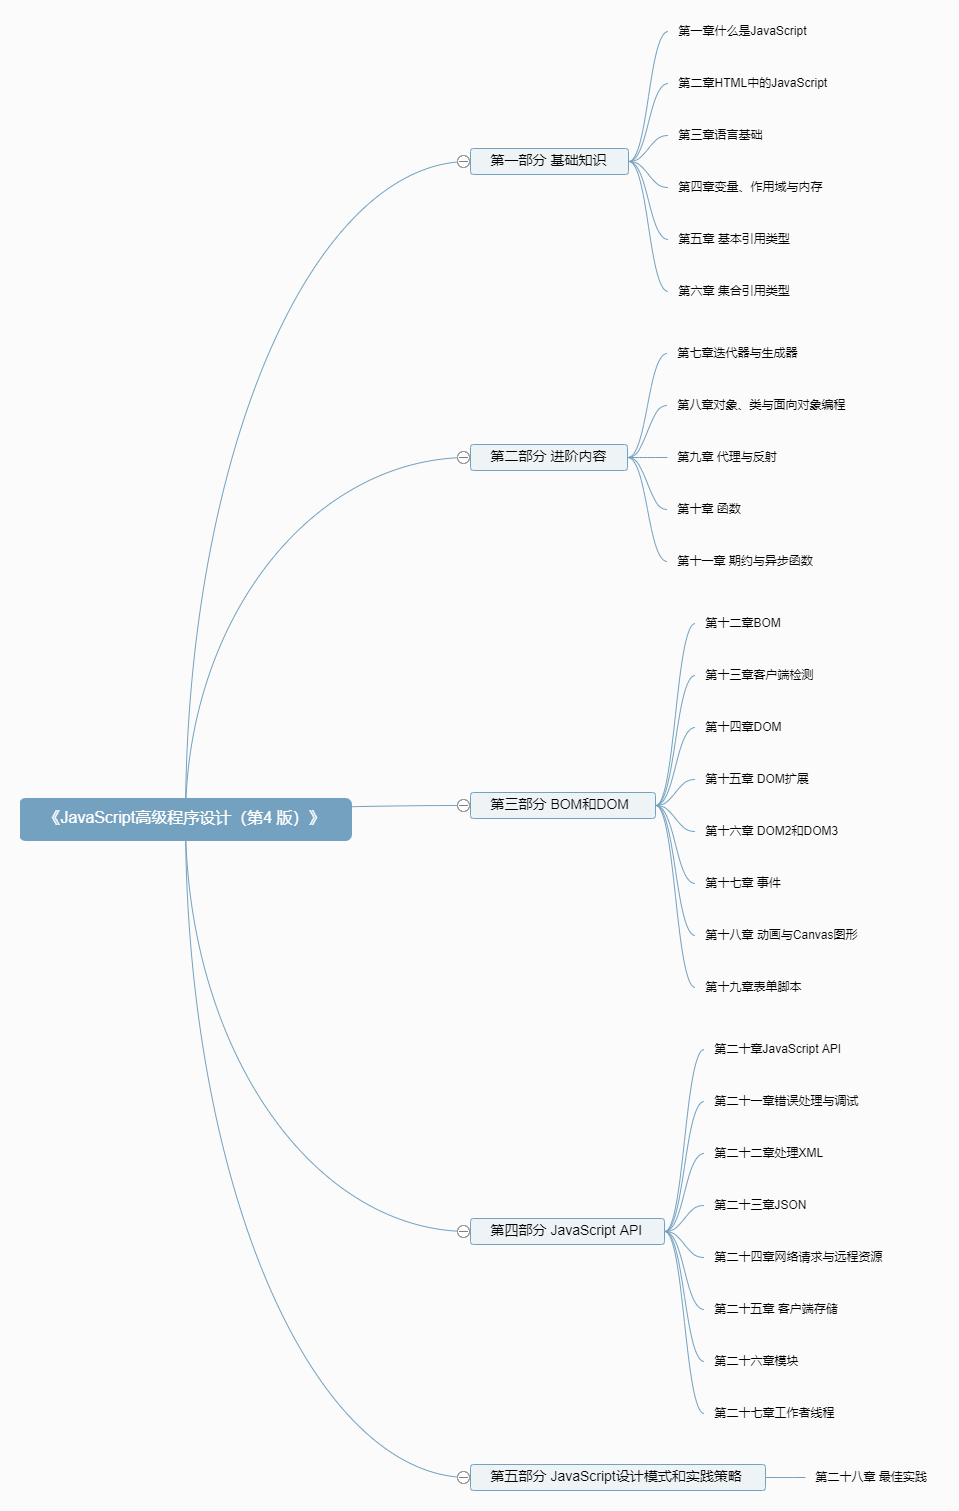 《JavaScript高级程序设计（第4 版）》
第一部分 基础知识
第一章什么是JavaScript
第二章HTML中的JavaScript
第三章语言基础
第四章变量、作用域与内存
第五章 基本引用类型
第六章 集合引用类型
第二部分 进阶内容
第七章迭代器与生成器
第八章对象、类与面向对象编程
第九章 代理与反射
第十章 函数
第十一章 期约与异步函数
第三部分 BOM和DOM
第十二章BOM
第十三章客户端检测
第十四章DOM
第十五章 DOM扩展
第十六章 DOM2和DOM3
第十七章 事件
第十八章 动画与Canvas图形
第十九章表单脚本
第四部分 JavaScript API
第二十章JavaScript API
第二十一章错误处理与调试
第二十二章处理XML
第二十三章JSON
第二十四章网络请求与远程资源
第二十五章 客户端存储
第二十六章模块
第二十七章工作者线程
第五部分 JavaScript设计模式和实践策略
第二十八章 最佳实践